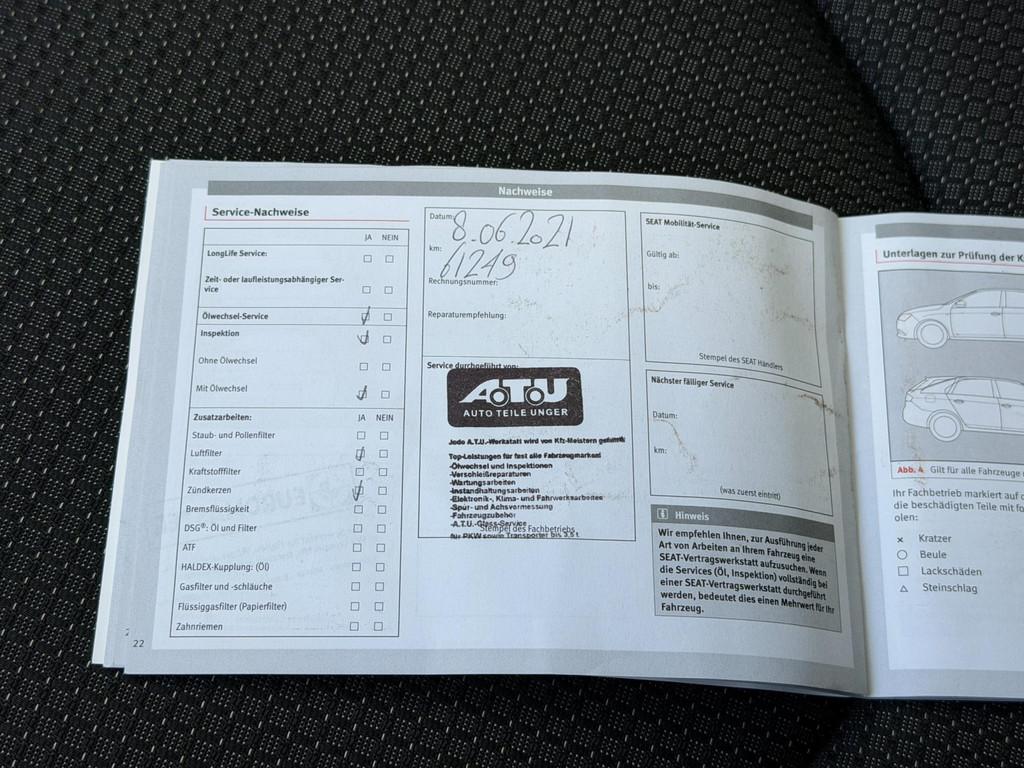 Nachweise
Service-Nachweise
JA NEIN
LongLife Service:
Zeit- oder laufleistungsabhängiger Ser-
vice
Ölwechsel-Service
Inspektion
Ohne Ölwechsel
Mit Ölwechsel
Zusatzarbeiten: JA NEIN
Staub- und Pollenfilter
Luftfilter
Kraftstofffilter
Zündkerzen
Bremsflüssigkeit
DSG®: Öl und Filter
ATF
HALDEX-Kupplung: (Öl)
Gasfilter und -schläuche
Flüssiggasfilter (Papierfilter)
Zahnriemen
22
Datum: 8.06.2021
km: 61249
Rechnungsnummer:
Reparaturempfehlung:
Service durchgeführt von:
A.T.U
AUTO TEILE UNGER
Jede A.T.U.-Werkstatt wird von Kfz-Meistern geführt
Top-Leistungen für fast alle Fahrzeugmarken!
-Ölwechsel und Inspektionen
-Verschleißreparaturen
-Wartungsarbeiten
-Instandhaltungsarbeiten
-Elektronik-, Klima- und Fahrwerksarbeiten
-Spur- und Achsvermessung
-Fahrzeugzubehör
-A.T.U.-Glass-Service
Stempel des Fachbetriebs
für PKW sowie Transporter bis 3,5 t
SEAT Mobilität-Service
Gültig ab:
bis:
Stempel des SEAT Händlers
Nächster fälliger Service
Datum:
km:
(was zuerst eintritt)
Hinweis
Wir empfehlen Ihnen, zur Ausführung jeder
Art von Arbeiten an Ihrem Fahrzeug eine
SEAT-Vertragswerkstatt aufzusuchen. Wenn
die Services (Öl, Inspektion) vollständig bei
einer SEAT-Vertragswerkstatt durchgeführt
werden, bedeutet dies einen Mehrwert für Ihr
Fahrzeug.
Unterlagen zur Prüfung der K
Abb. 4 Gilt für alle Fahrzeuge
Ihr Fachbetrieb markiert auf
die beschädigten Teile mit fo
olen:
Kratzer
Beule
Lackschäden
Steinschlag